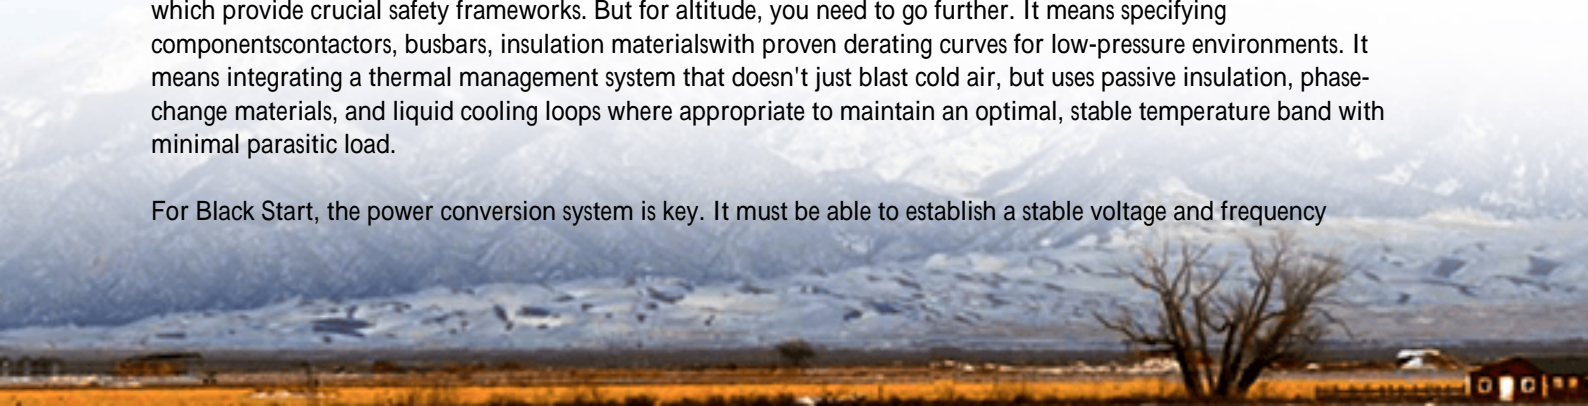 which provide crucial safety frameworks. But for altitude, you need to go further. It means specifying
componentscontactors, busbars, insulation materialswith proven derating curves for low-pressure environments. It
means integrating a thermal management system that doesn't just blast cold air, but uses passive insulation, phase-
change materials, and liquid cooling loops where appropriate to maintain an optimal, stable temperature band with
minimal parasitic load.
For Black Start, the power conversion system is key. It must be able to establish a stable voltage and frequency